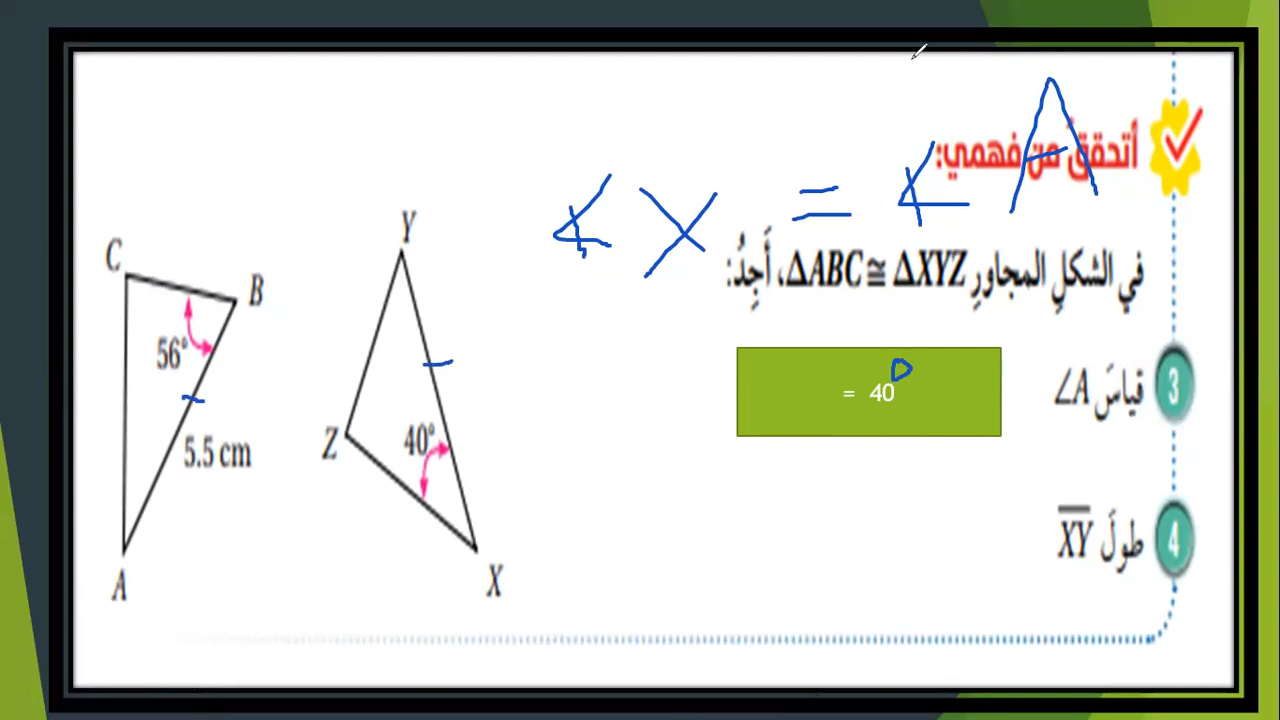 أتحقق من فهمي:
∡ X = ∡ A
في الشكلِ المجاورِ ΔABC ≅ ΔXYZ، أَجِدُ:
3 قياسَ ∠A
= 40°
4 طولَ XY
C
B
56°
5.5 cm
A
Y
Z
40°
X